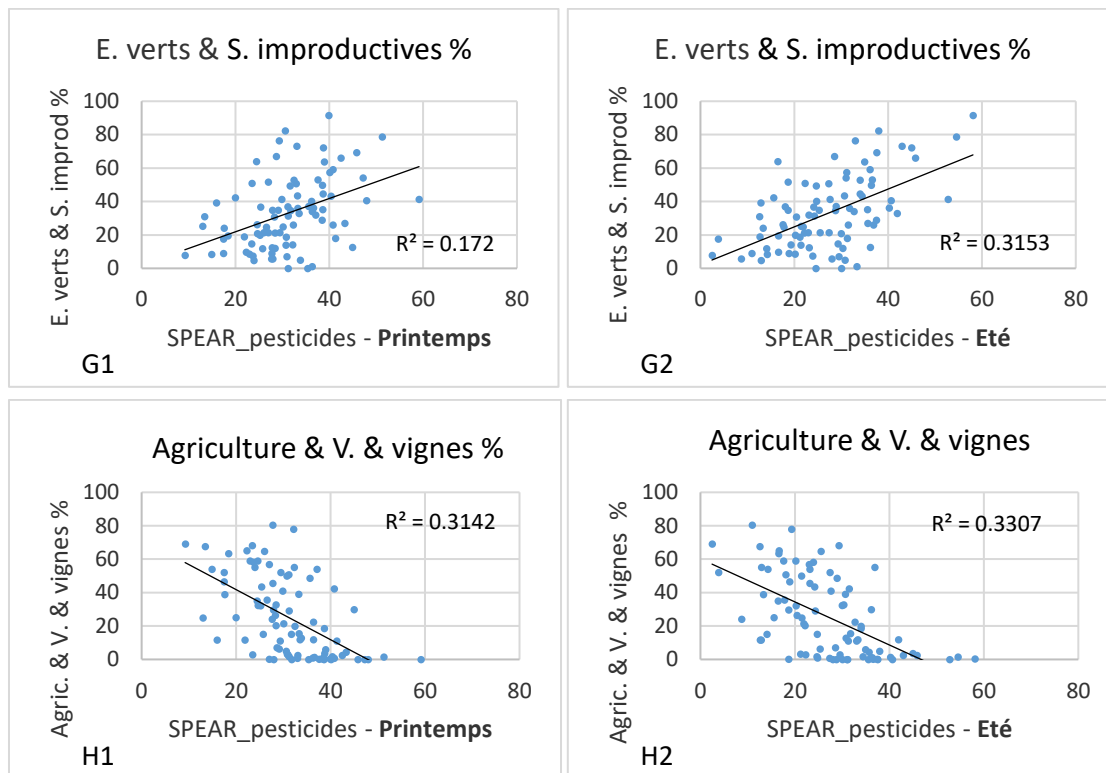 E. verts & S. improductives %
E. verts & S. improd %
100
80
60
40
20
0
R² = 0.172
0 20 40 60 80
SPEAR_pesticides - Printemps
G1
E. verts & S. improductives %
E. verts & S. improd %
100
80
60
40
20
0
R² = 0.3153
0 20 40 60 80
SPEAR_pesticides - Eté
G2
Agriculture & V. & vignes %
Agric. & V. & vignes %
100
80
60
40
20
0
R² = 0.3142
0 20 40 60 80
SPEAR_pesticides - Printemps
H1
Agriculture & V. & vignes
Agric. & V. & vignes %
100
80
60
40
20
0
R² = 0.3307
0 20 40 60 80
SPEAR_pesticides - Eté
H2